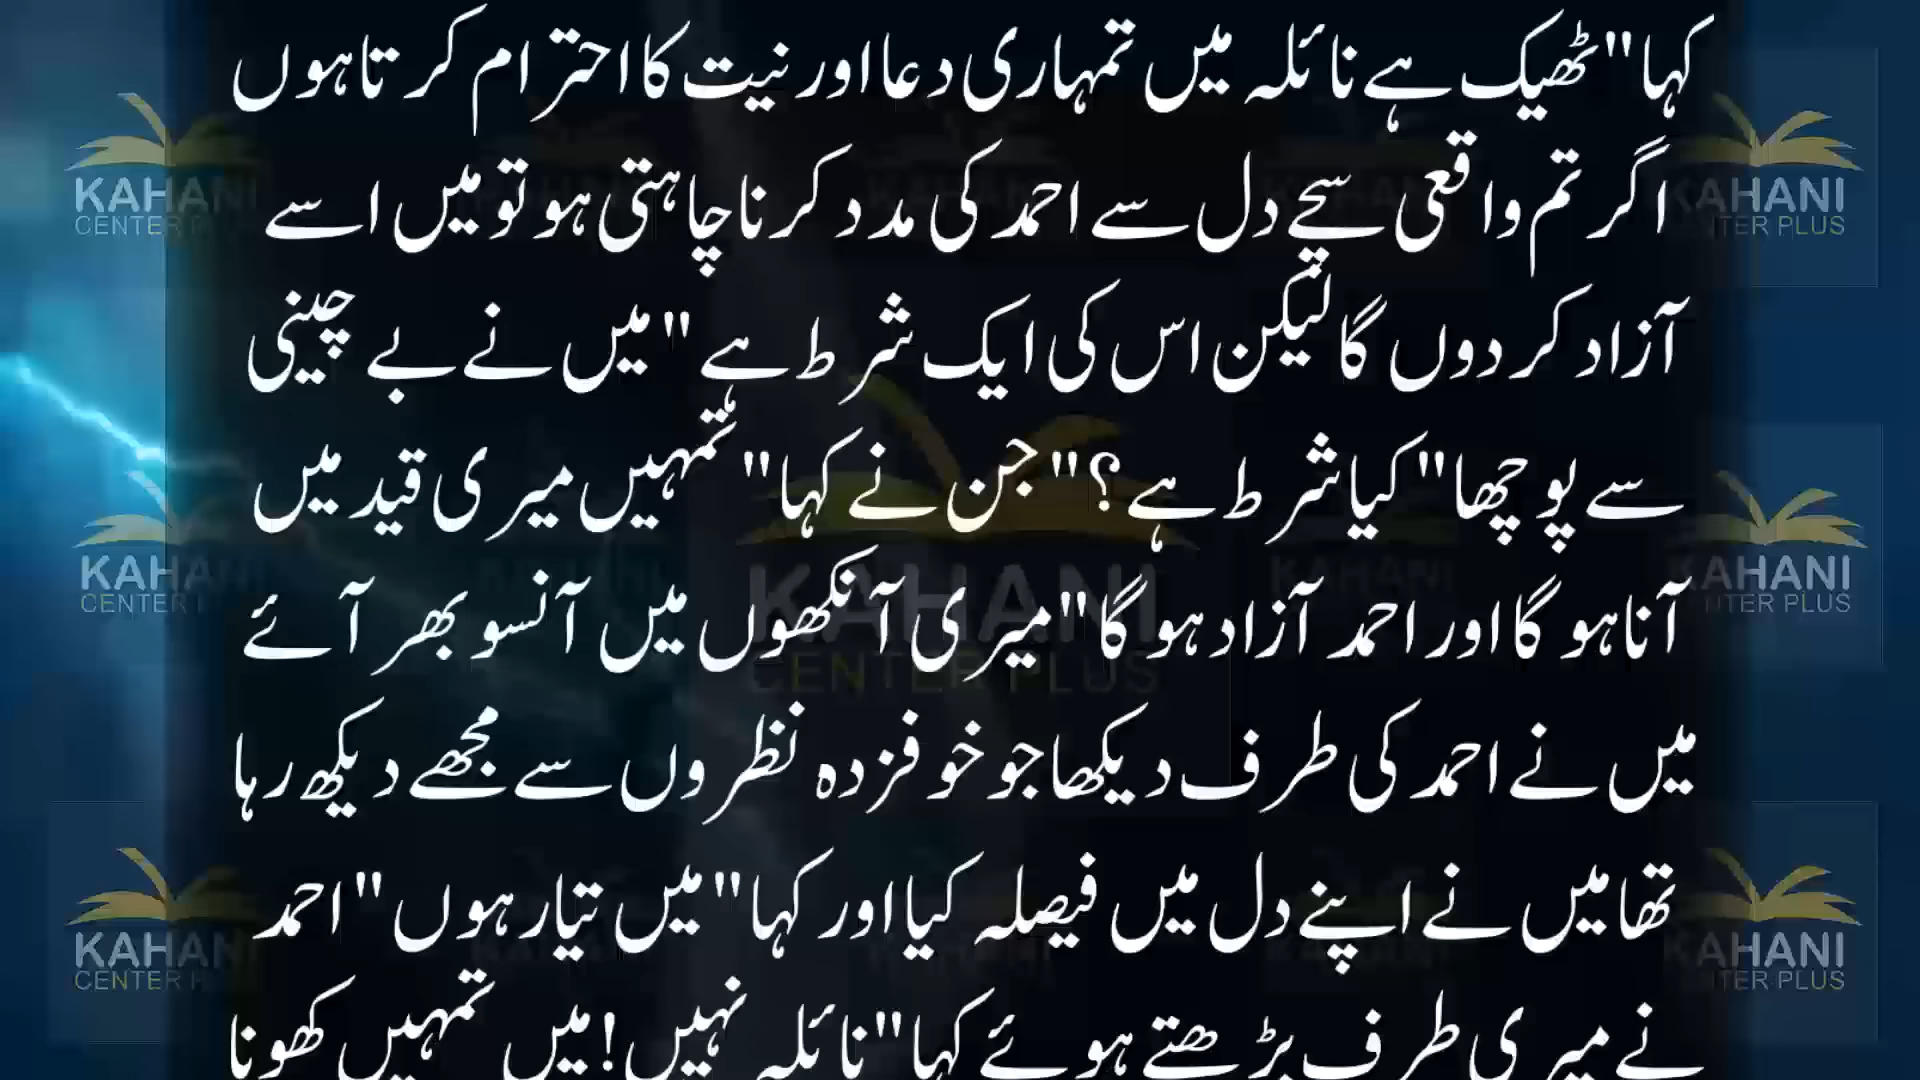 کہا"ٹھیک ہے نائلہ میں تمہاری دعا اور نیت کا احترام کرتا ہوں
اگر تم واقعی سچے دل سے احمد کی مدد کرنا چاہتی ہو تو میں اسے
آزاد کر دوں گا لیکن اس کی ایک شرط ہے "میں نے بے چینی
سے پوچھا"کیا شرط ہے؟"جن نے کہا"تمہیں میری قید میں
آنا ہو گا اور احمد آزاد ہو گا"میری آنکھوں میں آنسو بھر آئے
میں نے احمد کی طرف دیکھا جو خوفزدہ نظروں سے مجھے دیکھ رہا
تھا میں نے اپنے دل میں فیصلہ کیا اور کہا"میں تیار ہوں"احمد
نے میری طرف بڑھتے ہوئے کہا"نائلہ نہیں!میں تمہیں کھونا
KAHANI
CENTER PLUS